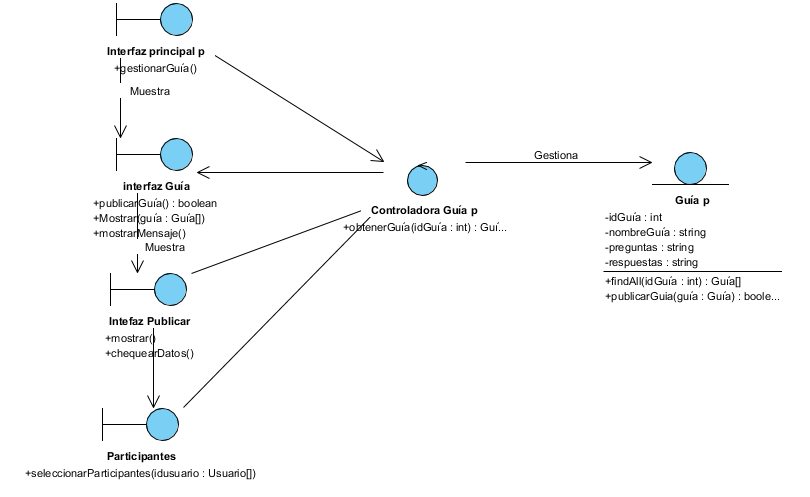 Interfaz principal p
+gestionarGuía()
Muestra
interfaz Guía
+publicarGuía() : boolean
+Mostrar(guía : Guía[])
+mostrarMensaje()
Muestra
Intefaz Publicar
+mostrar()
+chequearDatos()
Participantes
+seleccionarParticipantes(idusuario : Usuario[])
Controladora Guía p
+obtenerGuía(idGuía : int) : Guí...
Gestiona
Guía p
-idGuía : int
-nombreGuía : string
-preguntas : string
-respuestas : string
+findAll(idGuía : int) : Guía[]
+publicarGuia(guía : Guía) : boole...